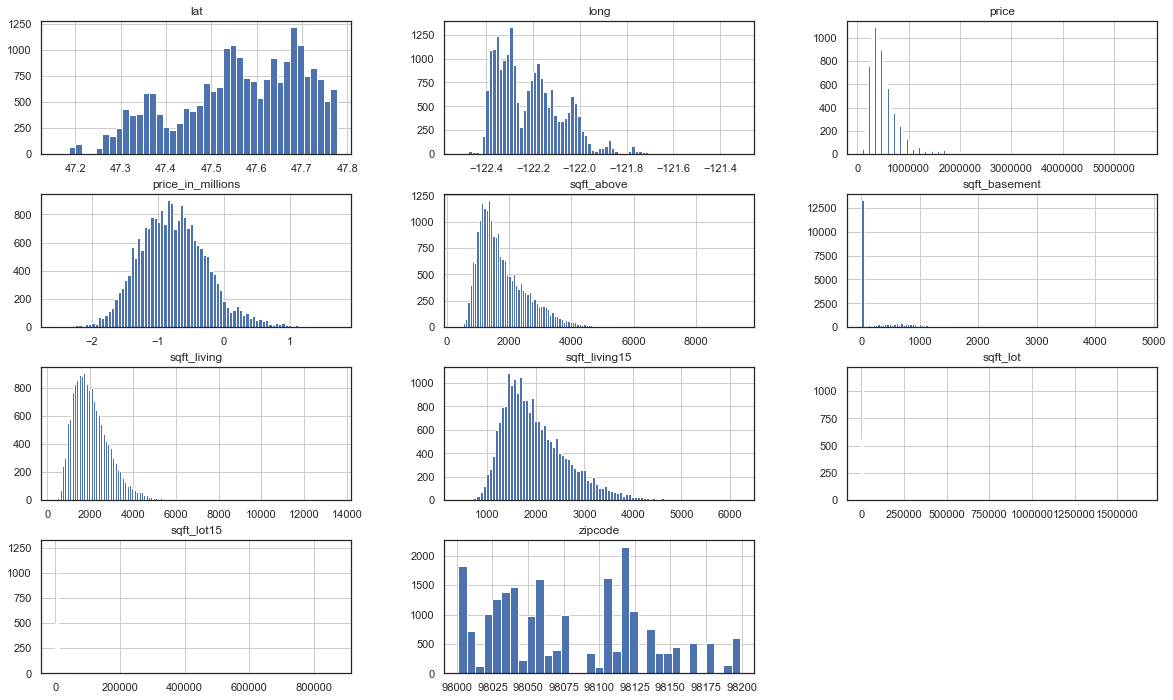 lat
1250
1000
750
500
250
0
47.2 47.3 47.4 47.5 47.6 47.7 47.8
long
1250
1000
750
500
250
0
−122.4 −122.2 −122.0 −121.8 −121.6 −121.4
price
1000
800
600
400
200
0
0 1000000 2000000 3000000 4000000 5000000
price_in_millions
800
600
400
200
0
−2 −1 0 1
sqft_above
1250
1000
750
500
250
0
0 2000 4000 6000 8000
sqft_basement
12500
10000
7500
5000
2500
0
0 1000 2000 3000 4000 5000
sqft_living
800
600
400
200
0
0 2000 4000 6000 8000 10000 12000 14000
sqft_living15
1000
800
600
400
200
0
1000 2000 3000 4000 5000 6000
sqft_lot
1000
750
500
250
0
0 250000 500000 750000 1000000 1250000 1500000
sqft_lot15
1250
1000
750
500
250
0
0 200000 400000 600000 800000
zipcode
2000
1500
1000
500
0
98000 98025 98050 98075 98100 98125 98150 98175 98200